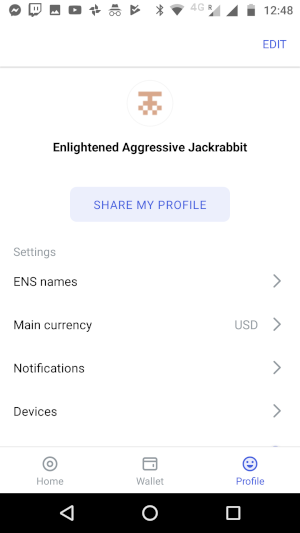 4G R 12:48
EDIT
Enlightened Aggressive Jackrabbit
SHARE MY PROFILE
Settings
ENS names
Main currency USD
Notifications
Devices
Home Wallet Profile